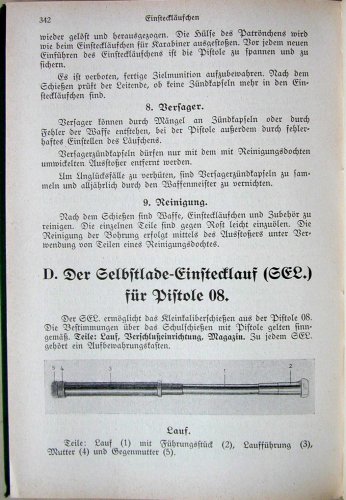 342
Einsteckläufchen
wieder gelöst und herausgezogen. Die Hülse des Patrönchens wird
wie beim Einsteckläufchen für Karabiner ausgestoßen. Vor jedem neuen
Einführen des Einsteckläufchens ist die Pistole zu spannen und zu
sichern.
Es ist verboten, fertige Zielmunition aufzubewahren. Nach dem
Schießen prüft der Leitende, ob keine Zündkapseln mehr in den Ein-
steckläufchen sind.
8. Versager.
Versager können durch Mängel an Zündkapseln oder durch
Fehler der Waffe entstehen, bei der Pistole außerdem durch fehler-
haftes Einstellen des Läufchens.
Versagerzündkapseln dürfen nur mit dem mit Reinigungsdochten
umwickelten Ausstoßer entfernt werden.
Um Unglücksfälle zu verhüten, sind Versagerzündkapseln zu sam-
meln und alljährlich durch den Waffenmeister zu vernichten.
9. Reinigung.
Nach dem Schießen sind Waffe, Einsteckläufchen und Zubehör zu
reinigen. Die einzelnen Teile sind gegen Rost leicht einzuölen. Die
Reinigung der Bohrung erfolgt mittels des Ausstoßers unter Ver-
wendung von Teilen eines Reinigungsdochtes.
D. Der Selbstlade-Einstecklauf (SEL.)
für Pistole 08.
Der SEL. ermöglicht das Kleinkaliberschießen aus der Pistole 08.
Die Bestimmungen über das Schulschießen mit Pistole gelten sinn-
gemäß. Teile: Lauf, Verschlußeinrichtung, Magazin. Zu jedem SEL.
gehört ein Aufbewahrungskasten.
5 4 3 1 2
Lauf.
Teile: Lauf (1) mit Führungsstück (2), Laufführung (3),
Mutter (4) und Gegenmutter (5).